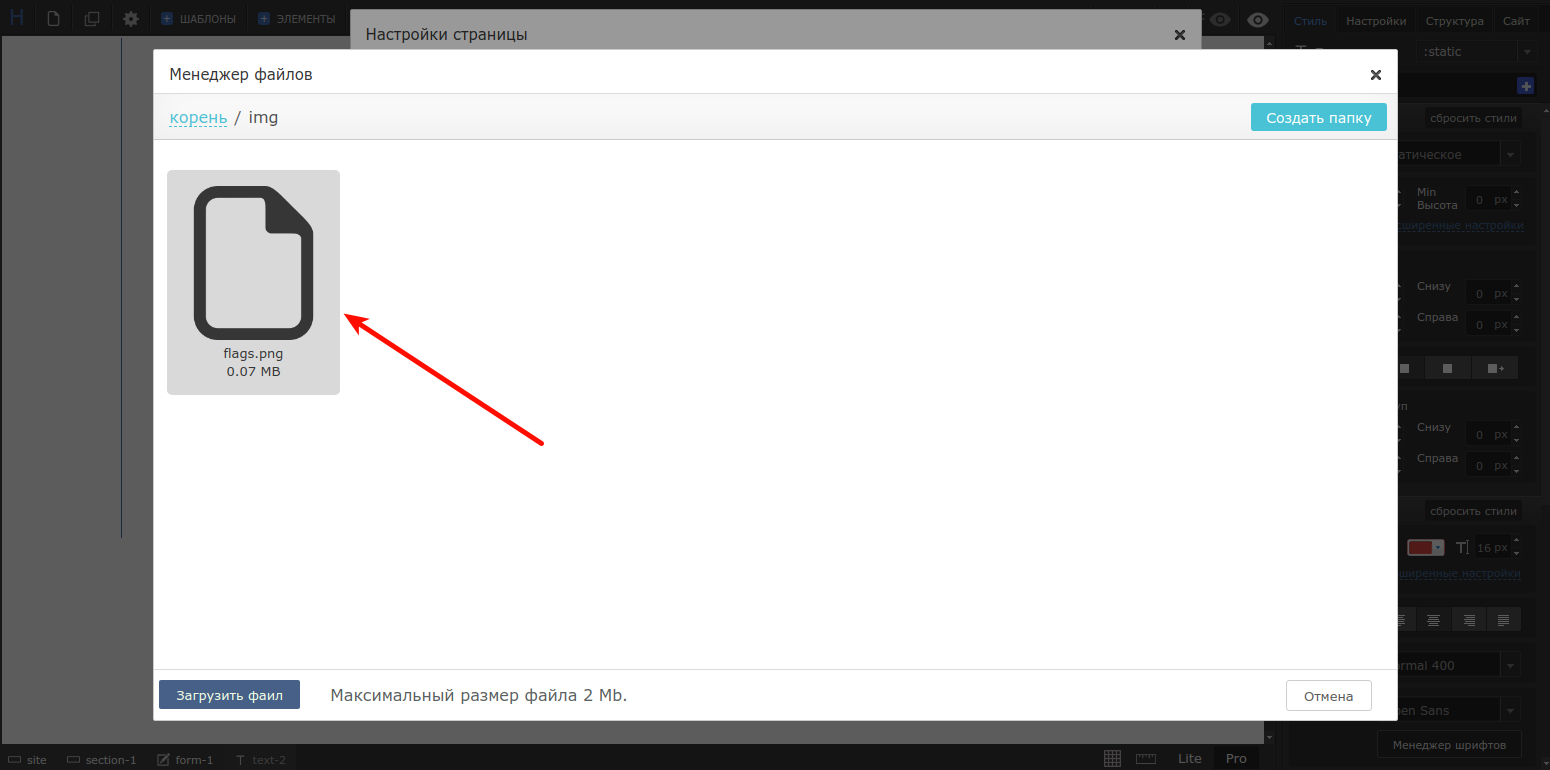 H
ШАБЛОНЫ
ЭЛЕМЕНТЫ
Настройки страницы
Стиль
Настройки
Структура
Сайт
:static
Менеджер файлов
корень / img
Создать папку
сбросить стили
атическое
Min
Высота
0 px
сширенные настройки
flags.png
0.07 MB
Снизу
0 px
Справа
0 px
уп
Снизу
0 px
Справа
0 px
сбросить стили
16 px
ширенные настройки
rmal 400
en Sans
Загрузить фаил
Максимальный размер файла 2 Mb.
Отмена
Менеджер шрифтов
site
section-1
form-1
text-2
Lite
Pro